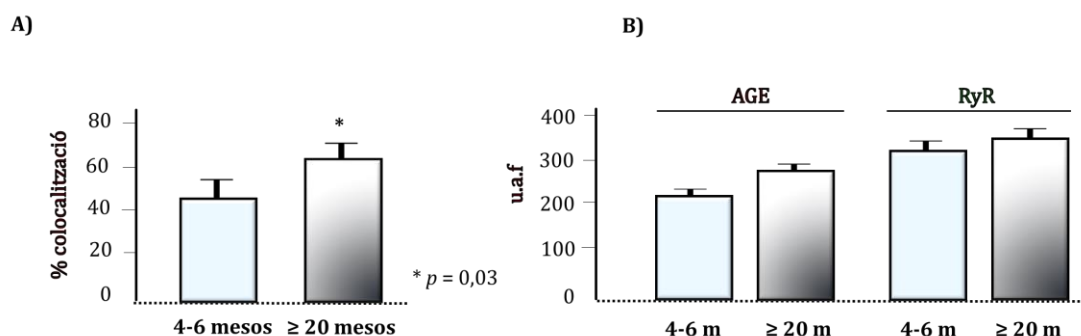 A)
% colocalització
80
60
40
20
0
*
* p = 0,03
4-6 mesos ≥ 20 mesos
B)
u.a.f
400
300
200
100
0
AGE RyR
4-6 m ≥ 20 m 4-6 m ≥ 20 m